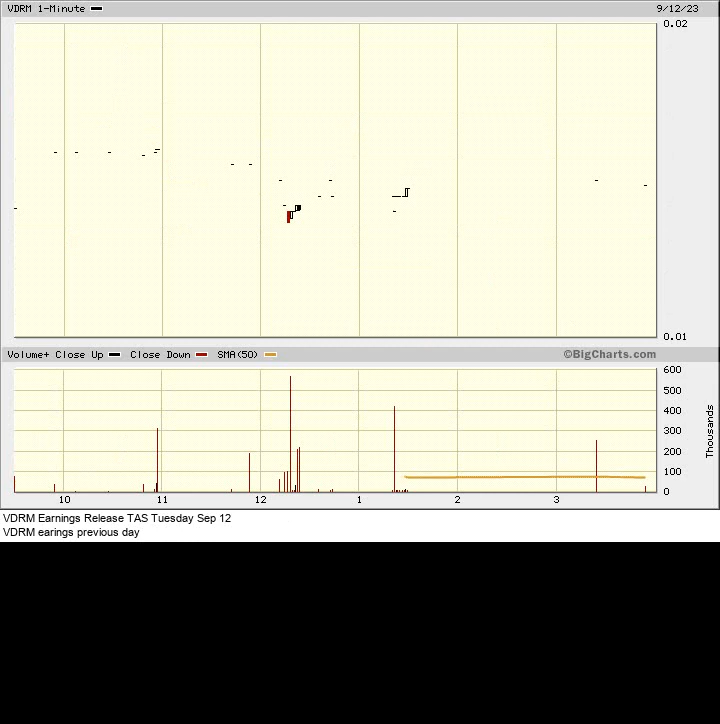 VDRM 1-Minute 9/12/23
0.02
0.01
Volume+ Close Up Close Down SMA(50) ©BigCharts.com
600
500
400
300
200
100
0
Thousands
10 11 12 1 2 3
VDRM Earnings Release TAS Tuesday Sep 12
VDRM earings previous day